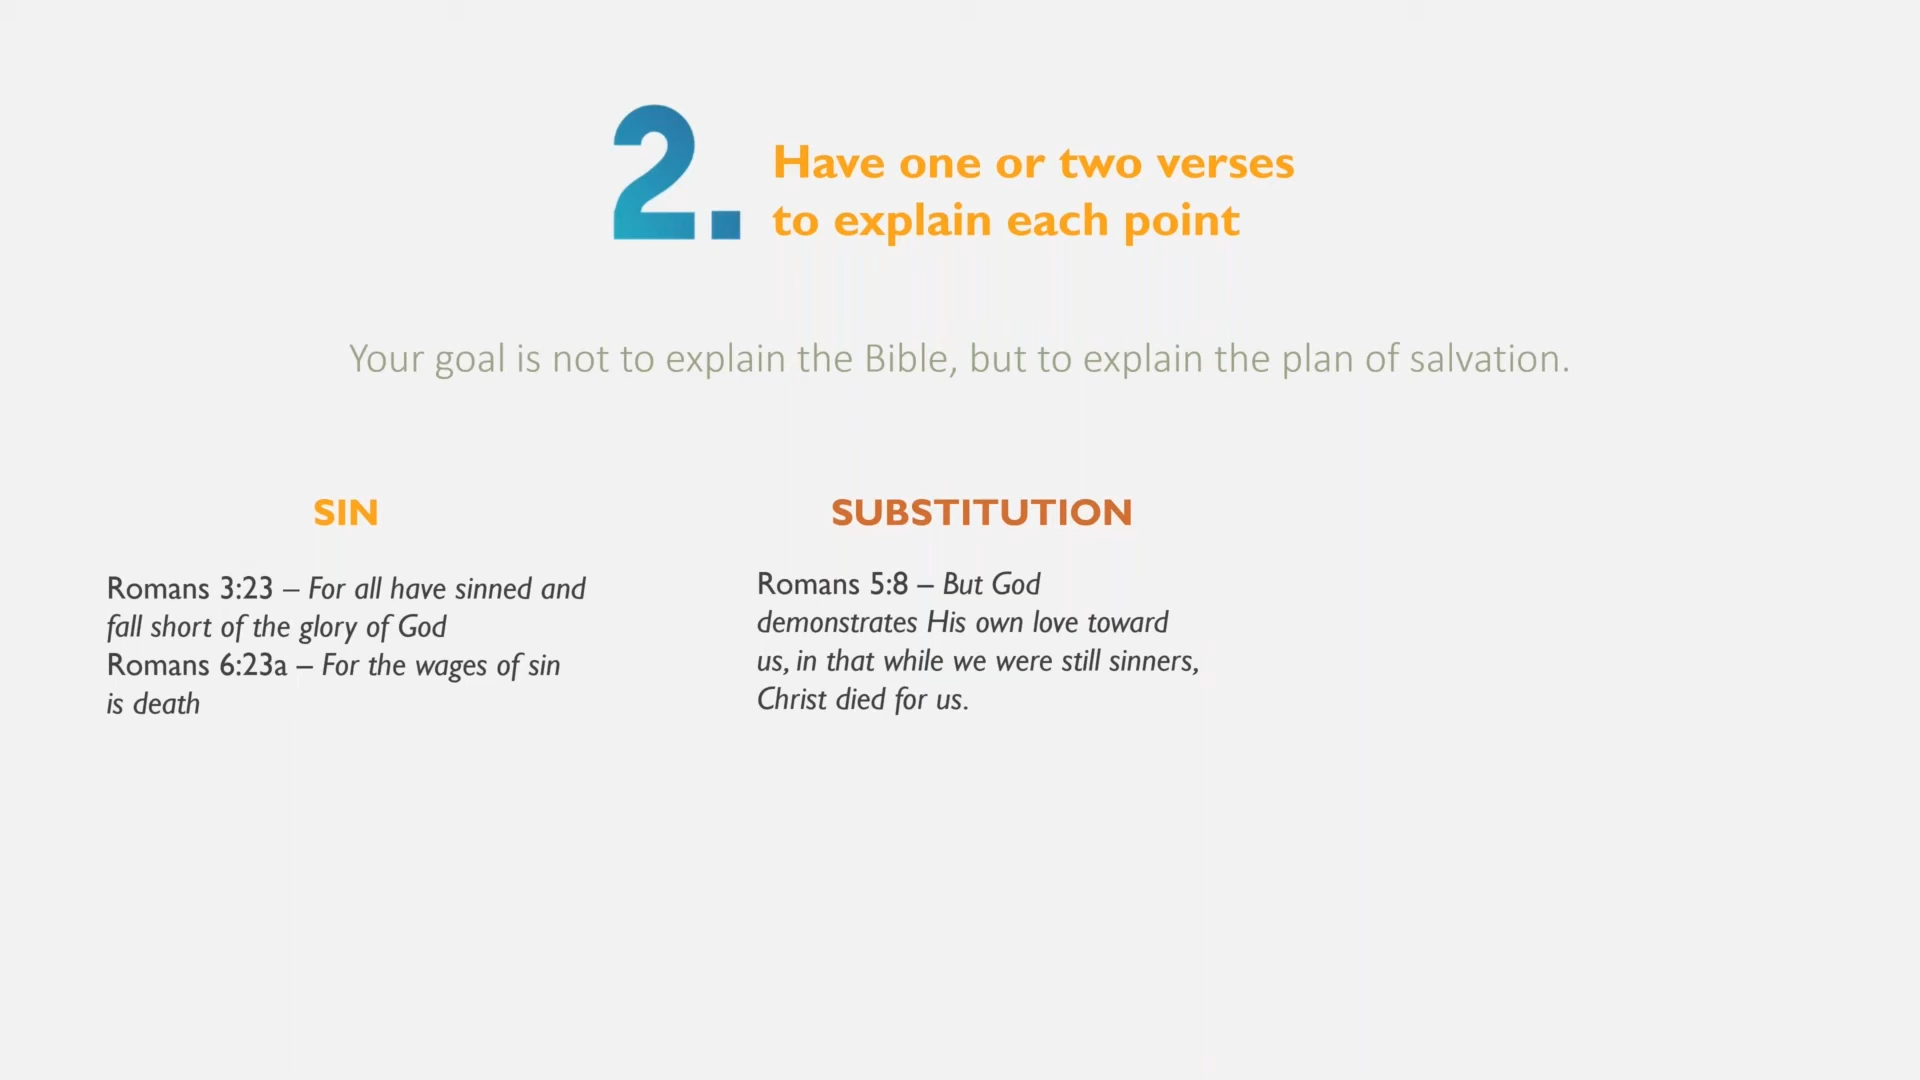 2.
Have one or two verses
to explain each point
Your goal is not to explain the Bible, but to explain the plan of salvation.
SIN
Romans 3:23 – For all have sinned and
fall short of the glory of God
Romans 6:23a – For the wages of sin
is death
SUBSTITUTION
Romans 5:8 – But God
demonstrates His own love toward
us, in that while we were still sinners,
Christ died for us.